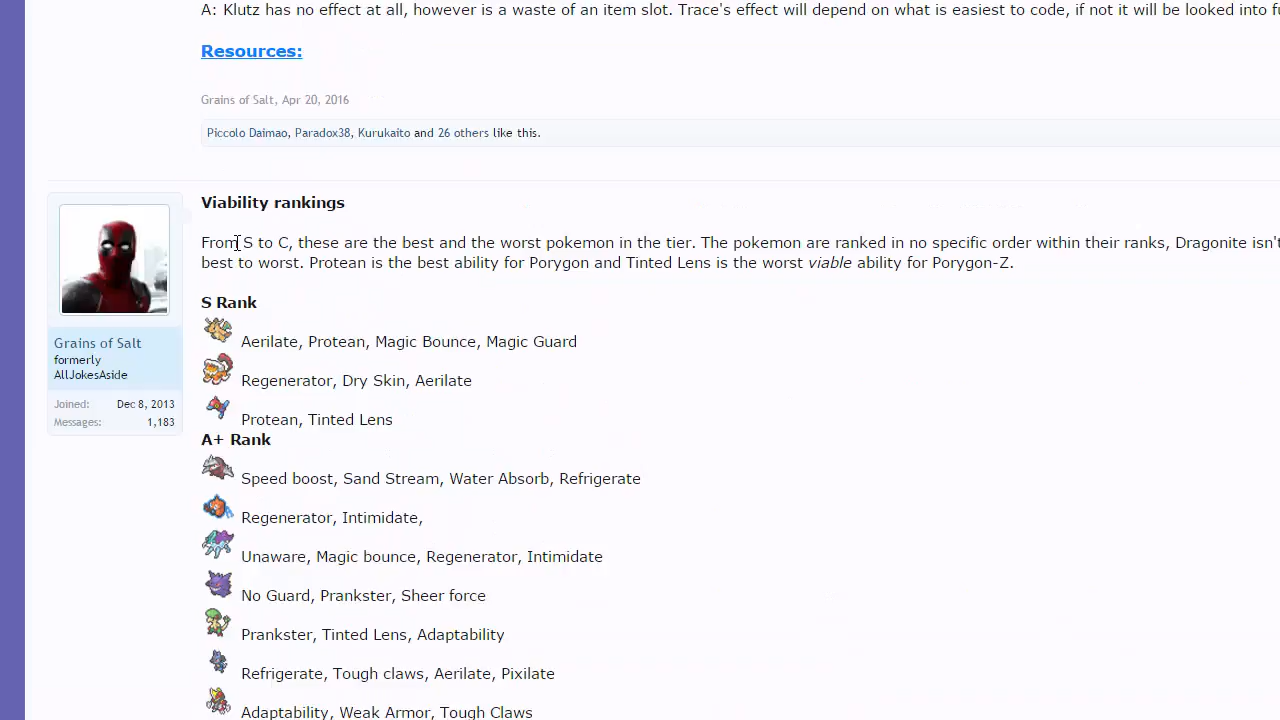 A: Klutz has no effect at all, however is a waste of an item slot. Trace's effect will depend on what is easiest to code, if not it will be looked into
Resources:
Grains of Salt, Apr 20, 2016
Piccolo Daimao, Paradox38, Kurukaito and 26 others like this.
Viability rankings
From S to C, these are the best and the worst pokemon in the tier. The pokemon are ranked in no specific order within their ranks, Dragonite isn't
best to worst. Protean is the best ability for Porygon and Tinted Lens is the worst viable ability for Porygon-Z.
S Rank
Aerilate, Protean, Magic Bounce, Magic Guard
Regenerator, Dry Skin, Aerilate
Protean, Tinted Lens
A+ Rank
Speed boost, Sand Stream, Water Absorb, Refrigerate
Regenerator, Intimidate,
Unaware, Magic bounce, Regenerator, Intimidate
No Guard, Prankster, Sheer force
Prankster, Tinted Lens, Adaptability
Refrigerate, Tough claws, Aerilate, Pixilate
Adaptability, Weak Armor, Tough Claws
Grains of Salt
formerly
AllJokesAside
Joined: Dec 8, 2013
Messages: 1,183